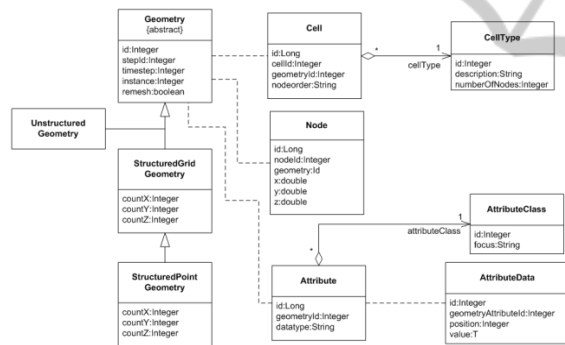 Geometry
{abstract}
id:Integer
stepId:Integer
timestep:Integer
instance:Integer
remesh:boolean
Cell
id:Long
cellId:Integer
geometryId:Integer
nodeorder:String
*
1
cellType
CellType
id:Integer
description:String
numberOfNodes:Integer
Unstructured
Geometry
Node
id:Long
nodeId:Integer
geometry:Id
x:double
y:double
z:double
StructuredGrid
Geometry
countX:Integer
countY:Integer
countZ:Integer
1
attributeClass
*
AttributeClass
id:Integer
focus:String
StructuredPoint
Geometry
countX:Integer
countY:Integer
countZ:Integer
Attribute
id:Long
geometryId:Integer
datatype:String
AttributeData
id:Integer
geometryAttributeId:Integer
position:Integer
value:T